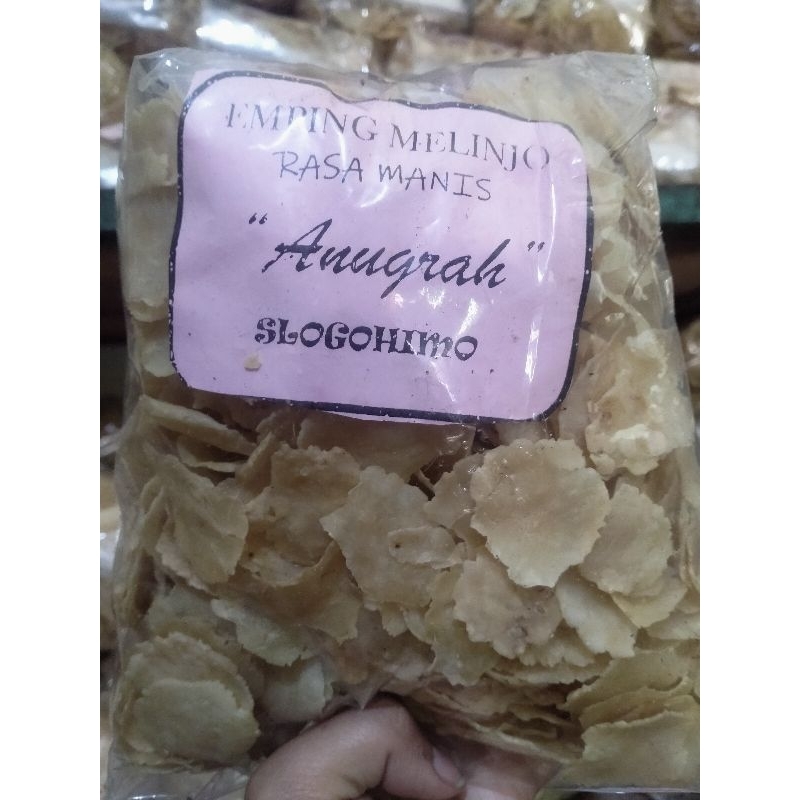 EMPING MELINJO
RASA MANIS
"Anugrah"
SLOGOHIMO